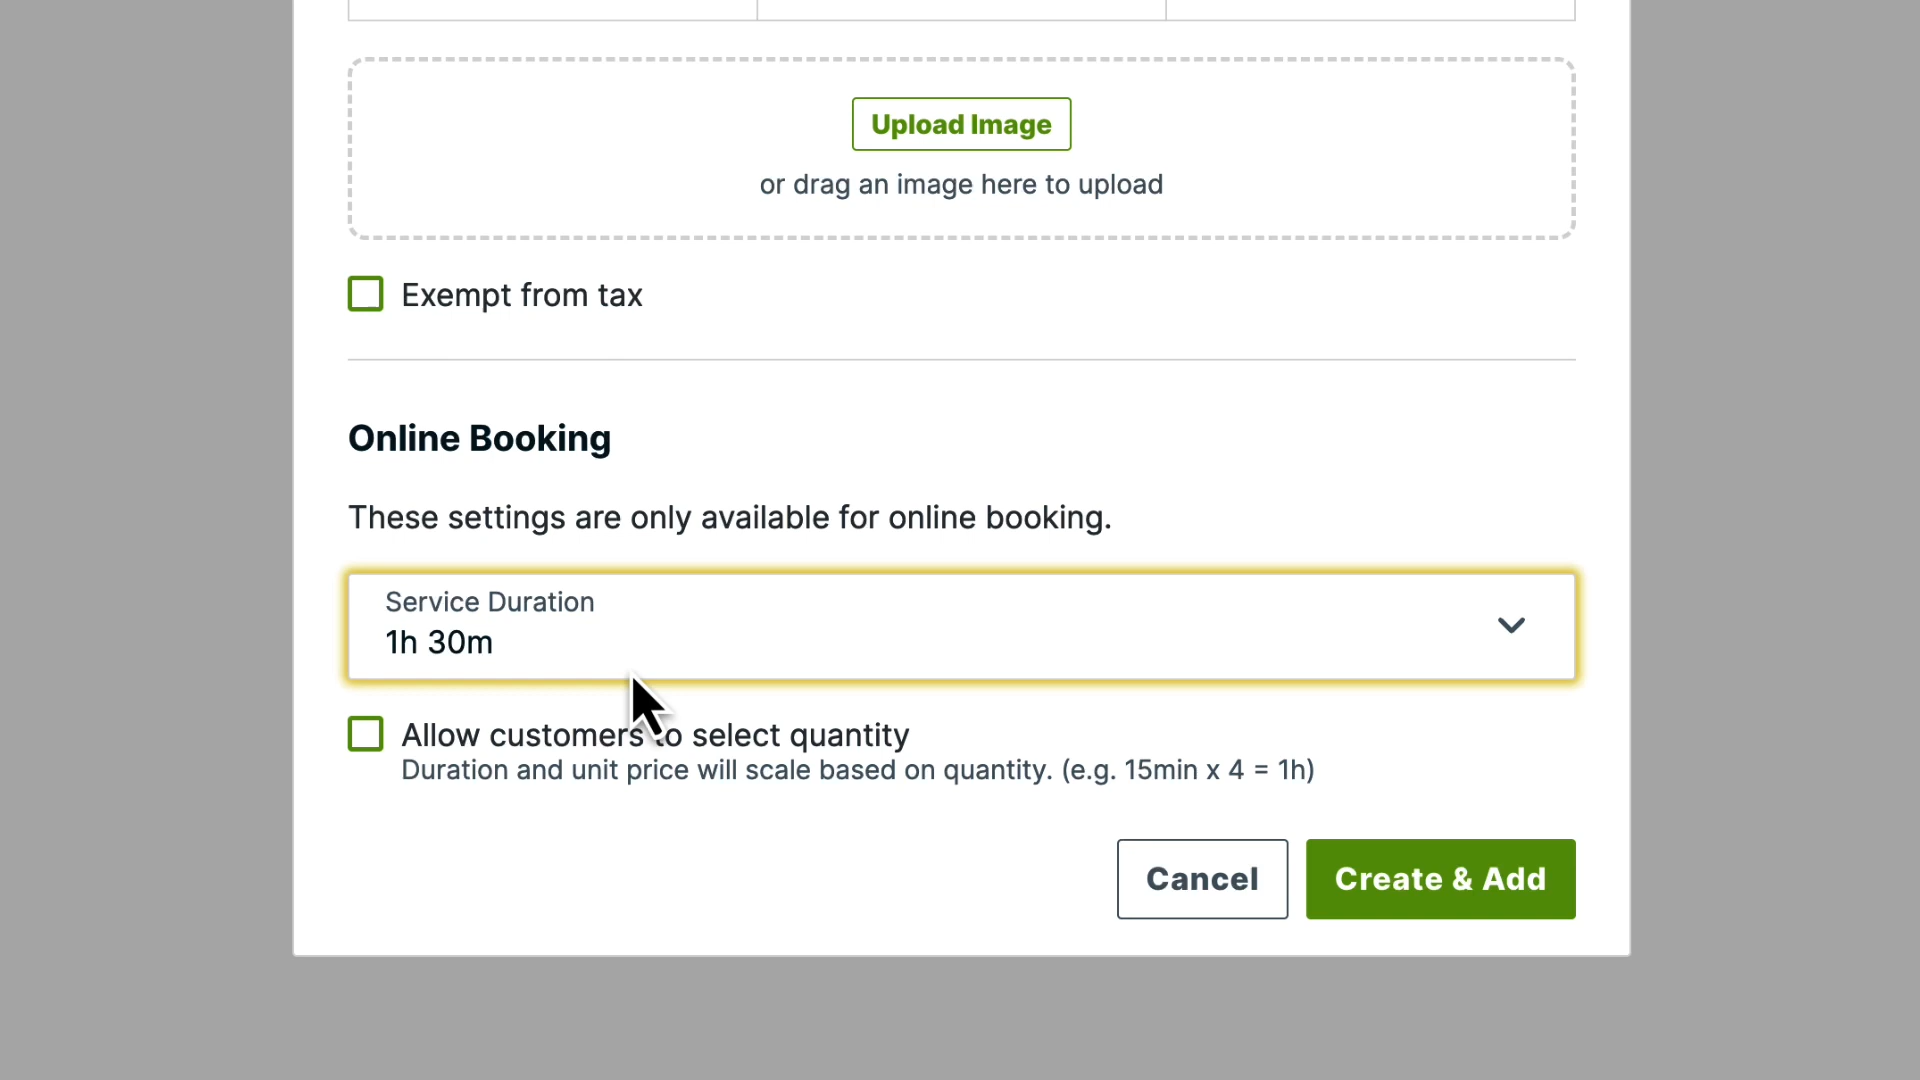 Upload Image
or drag an image here to upload
Exempt from tax
Online Booking
These settings are only available for online booking.
Service Duration
1h 30m
Allow customers to select quantity
Duration and unit price will scale based on quantity. (e.g. 15min x 4 = 1h)
Cancel
Create & Add